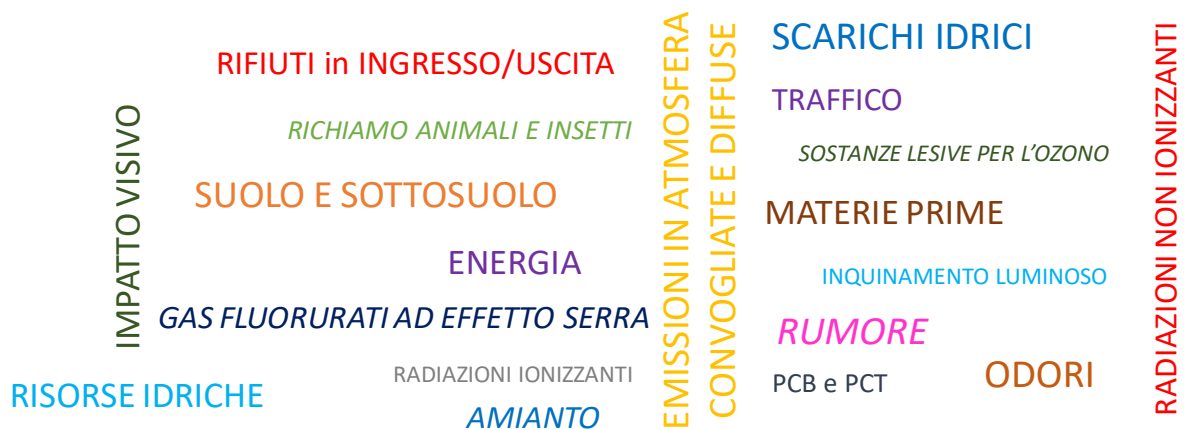 RIFIUTI in INGRESSO/USCITA
RICHIAMO ANIMALI E INSETTI
IMPATTO VISIVO
SUOLO E SOTTOSUOLO
ENERGIA
GAS FLUORURATI AD EFFETTO SERRA
RADIAZIONI IONIZZANTI
RISORSE IDRICHE
AMIANTO
EMISSIONI IN ATMOSFERA
CONVOGLIATE E DIFFUSE
SCARICHI IDRICI
TRAFFICO
SOSTANZE LESIVE PER L'OZONO
MATERIE PRIME
INQUINAMENTO LUMINOSO
RUMORE
PCB e PCT
ODORI
RADIAZIONI NON IONIZZANTI